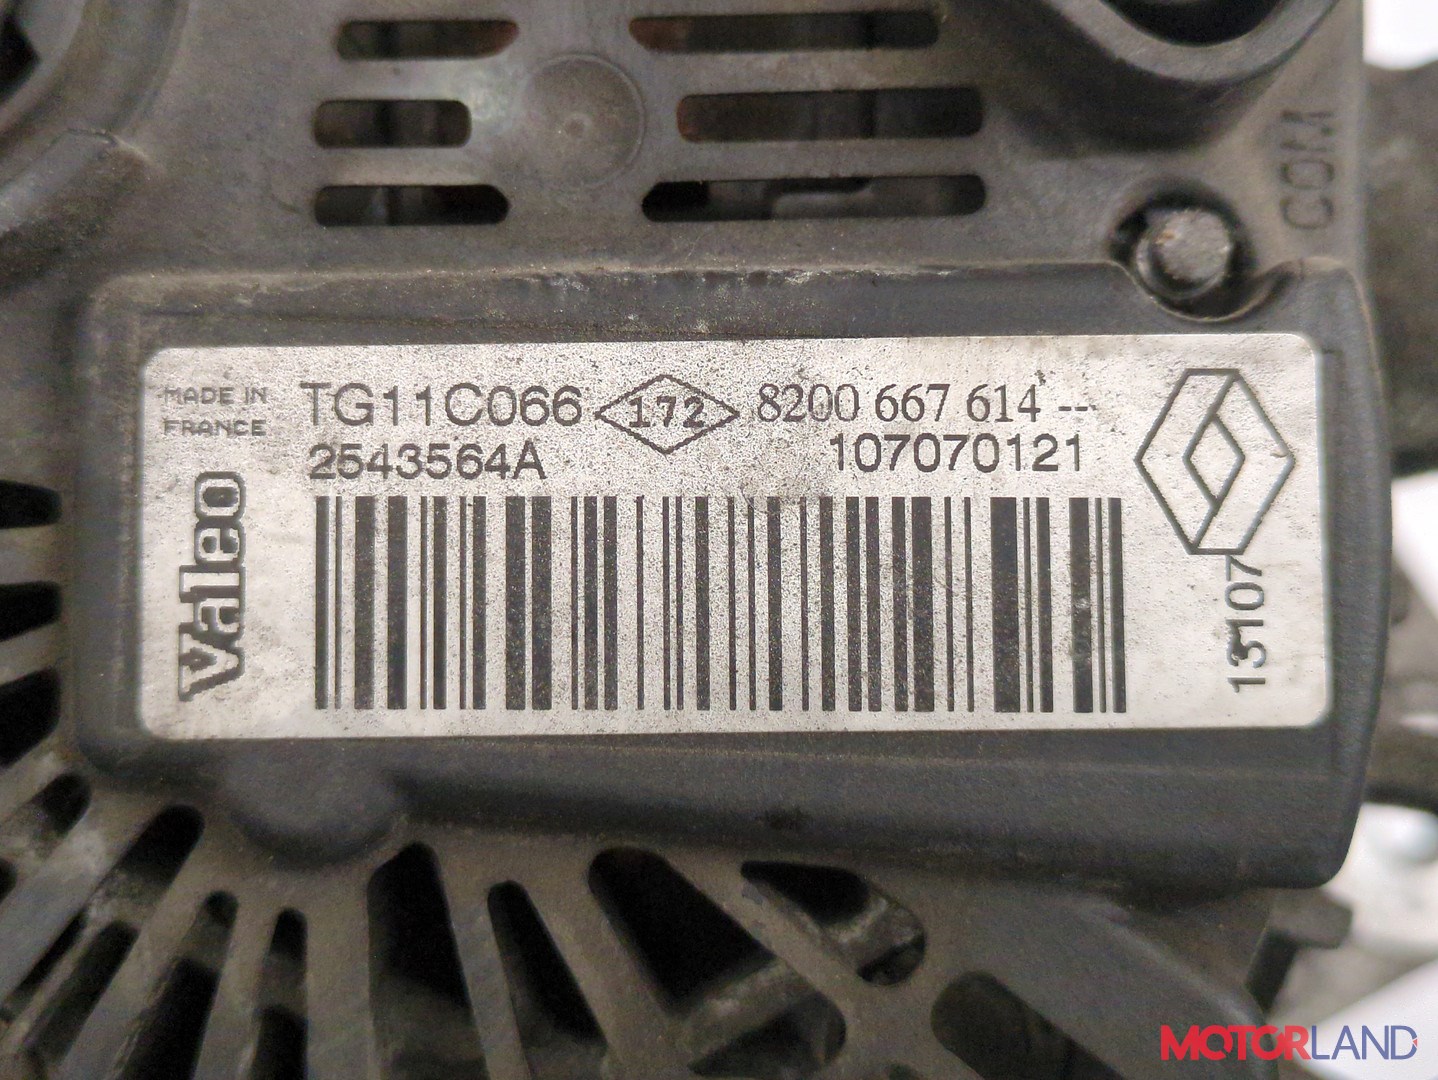 COM
MADE IN
FRANCE
TG11C066 172 8200 667 614 --
2543564A 107070121
Valeo
13107
MOTORLAND